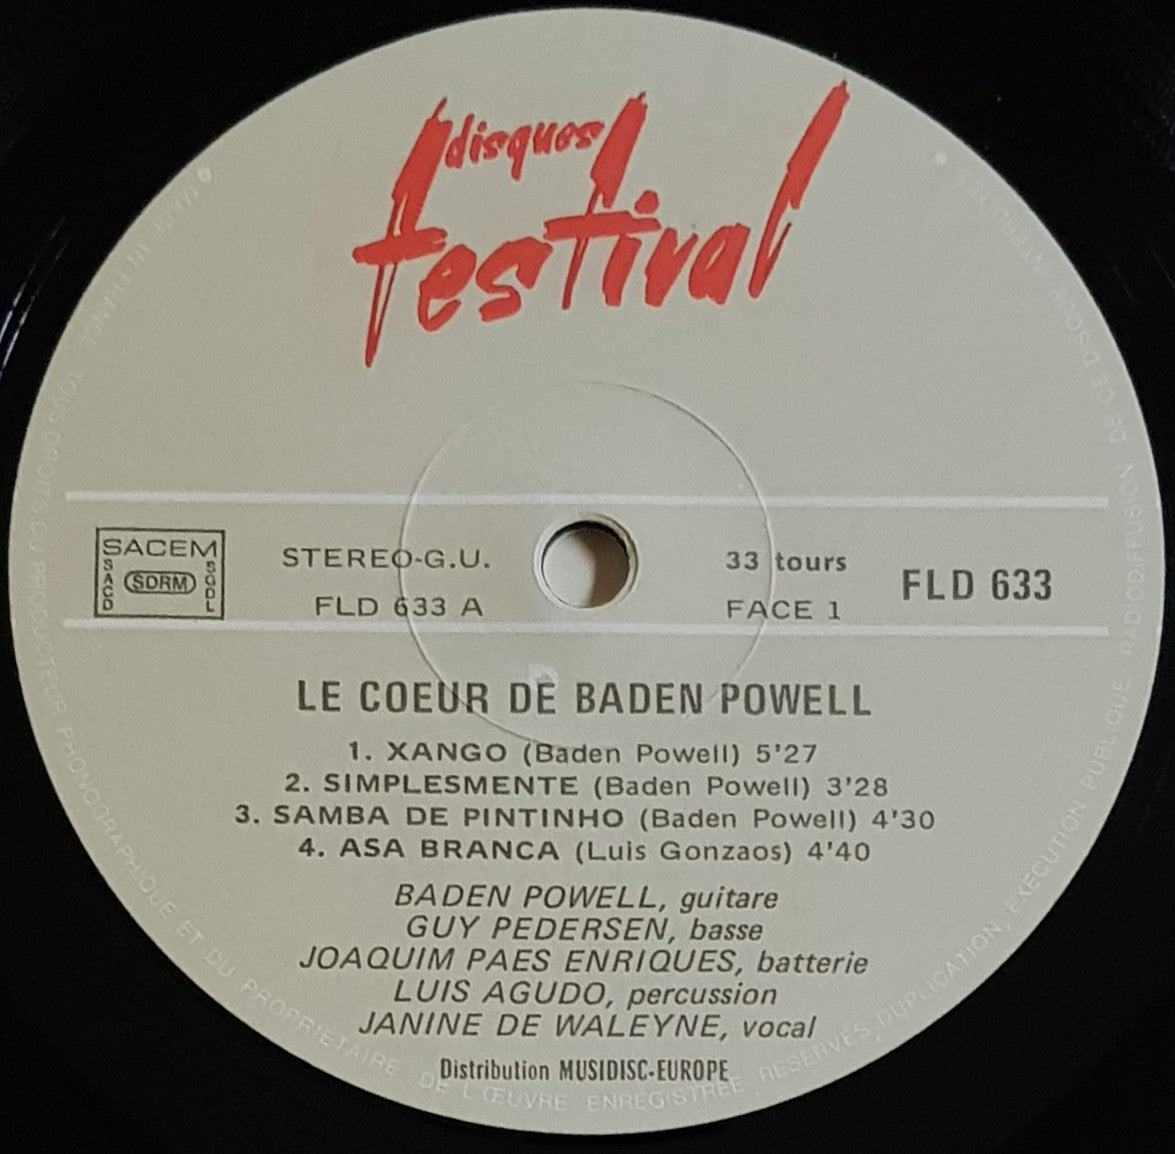 disques
festival
SACEM
SACD
SDRM
SGDL
STEREO-G.U.
FLD 633 A
33 tours
FACE 1
FLD 633
LE COEUR DE BADEN POWELL
1. XANGO (Baden Powell) 5'27
2. SIMPLESMENTE (Baden Powell) 3'28
3. SAMBA DE PINTINHO (Baden Powell) 4'30
4. ASA BRANCA (Luis Gonzaos) 4'40
BADEN POWELL, guitare
GUY PEDERSEN, basse
JOAQUIM PAES ENRIQUES, batterie
LUIS AGUDO, percussion
JANINE DE WALEYNE, vocal
Distribution MUSIDISC-EUROPE
MADE IN FRANCE TOUS DROITS DU PRODUCTEUR PHONOGRAPHIQUE ET DU PROPRIETAIRE DE L'ŒUVRE ENREGISTREE RESERVES, DUPLICATION, EXECUTION PUBLIQUE, RADIODIFFUSION DE CE DISQUE INTERDITES